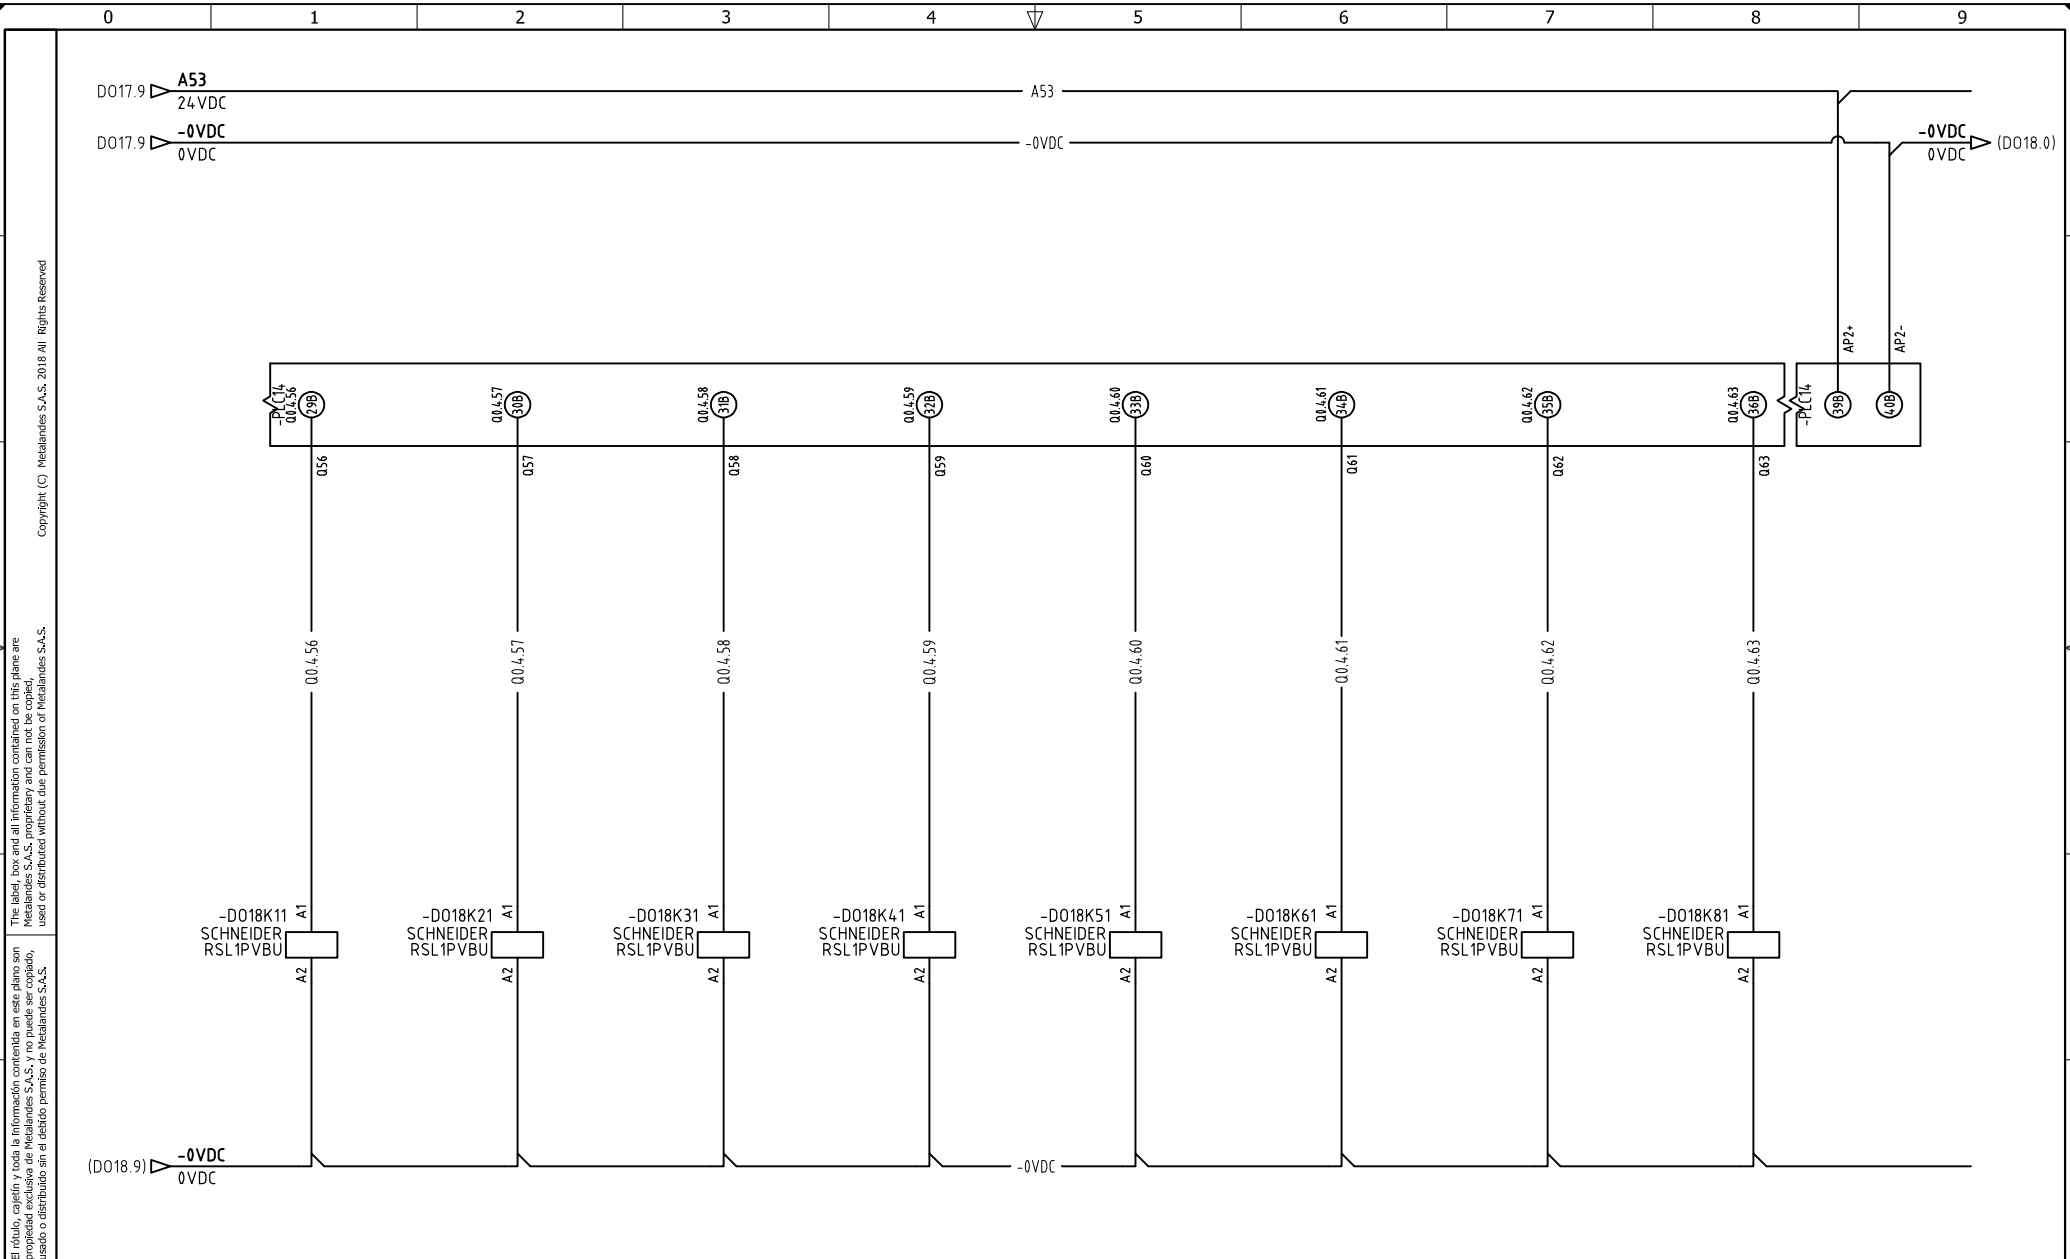 0 1 2 3 4 5 6 7 8 9
DO17.9 A53 A53
24VDC
DO17.9 -0VDC -0VDC -0VDC (DO18.0)
0VDC 0VDC
AP2+ AP2-
-PLC14 -PLC14
Q0.4.56 Q0.4.57 Q0.4.58 Q0.4.59 Q0.4.60 Q0.4.61 Q0.4.62 Q0.4.63
29B 30B 31B 32B 33B 34B 35B 36B 39B 40B
Q56 Q57 Q58 Q59 Q60 Q61 Q62 Q63
Q0.4.56 Q0.4.57 Q0.4.58 Q0.4.59 Q0.4.60 Q0.4.61 Q0.4.62 Q0.4.63
A1 A1 A1 A1 A1 A1 A1 A1
-DO18K11 -DO18K21 -DO18K31 -DO18K41 -DO18K51 -DO18K61 -DO18K71 -DO18K81
SCHNEIDER SCHNEIDER SCHNEIDER SCHNEIDER SCHNEIDER SCHNEIDER SCHNEIDER SCHNEIDER
RSL1PVBU RSL1PVBU RSL1PVBU RSL1PVBU RSL1PVBU RSL1PVBU RSL1PVBU RSL1PVBU
A2 A2 A2 A2 A2 A2 A2 A2
(DO18.9) -0VDC -0VDC
0VDC
The label, box and all information contained on this plane are
Metalandes S.A.S. proprietary and can not be copied,
used or distributed without due permission of Metalandes S.A.S. Copyright (C) Metalandes S.A.S. 2018 All Rights Reserved
El rótulo, cajetín y toda la información contenida en este plano son
propiedad exclusiva de Metalandes S.A.S. y no puede ser copiado,
usado o distribuido sin el debido permiso de Metalandes S.A.S.